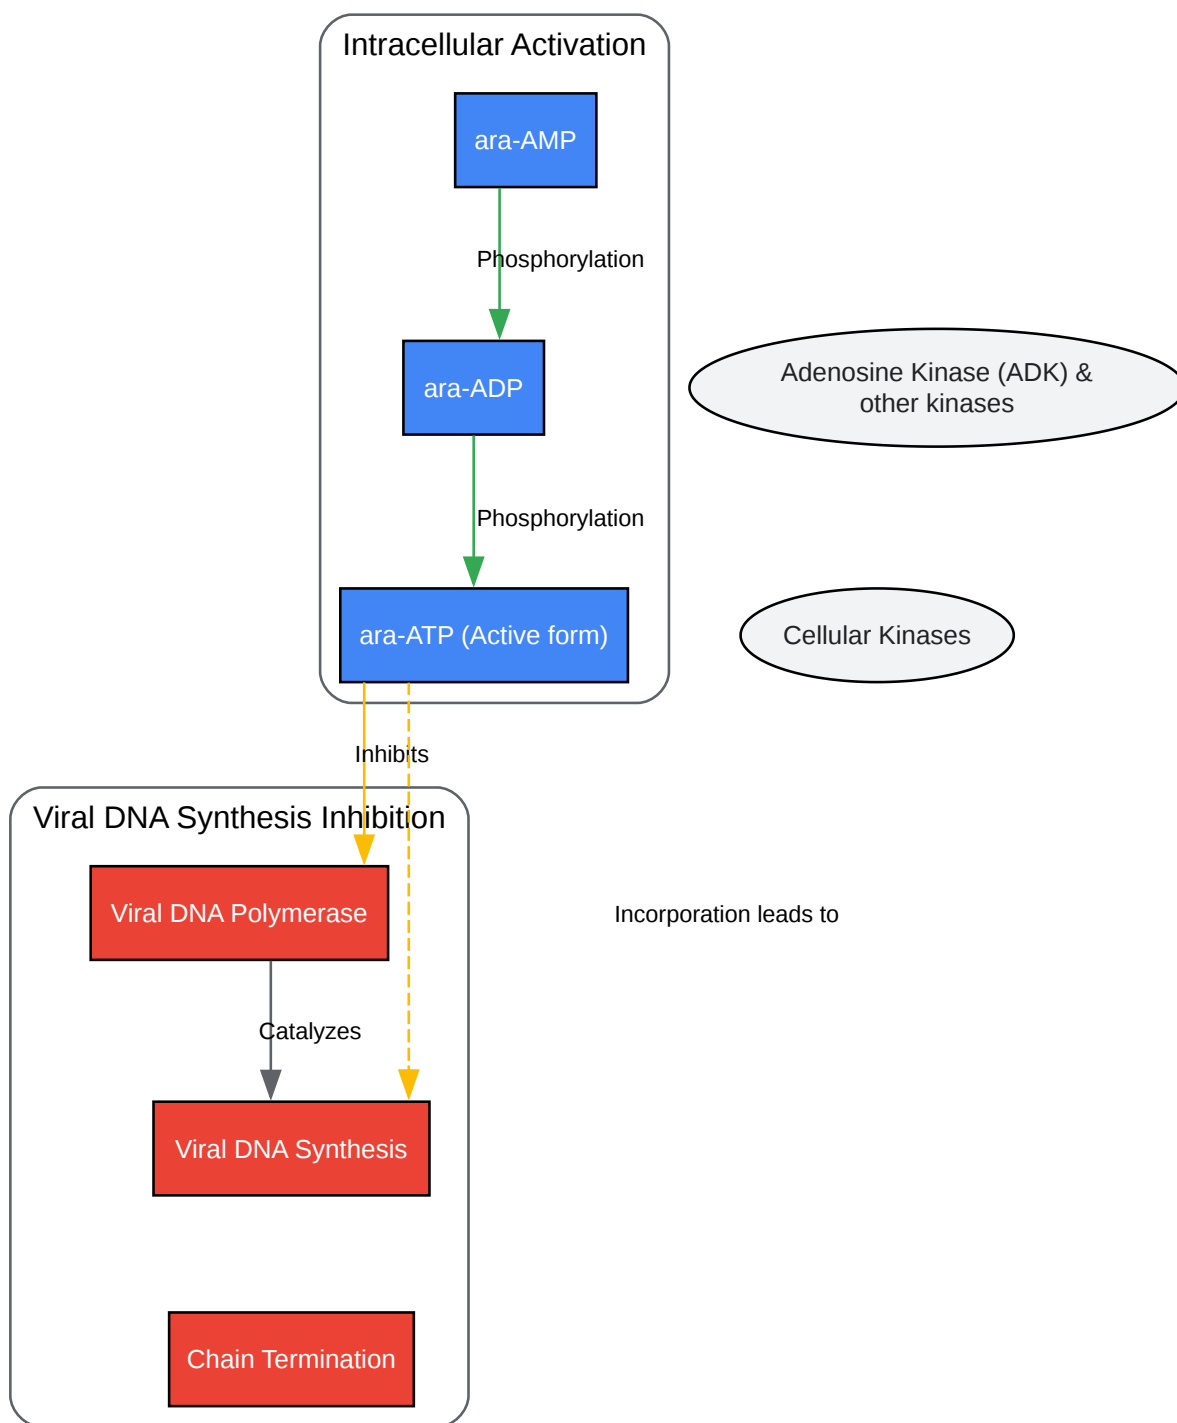 Intracellular Activation
ara-AMP
Phosphorylation
ara-ADP
Adenosine Kinase (ADK) &
other kinases
Phosphorylation
ara-ATP (Active form)
Cellular Kinases
Inhibits
Viral DNA Synthesis Inhibition
Viral DNA Polymerase
Incorporation leads to
Catalyzes
Viral DNA Synthesis
Chain Termination